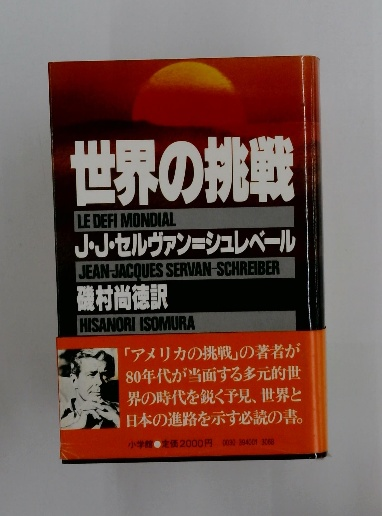 世界の挑戦
LE DEFI MONDIAL
J・J・セルヴァン=シュレベール
JEAN-JACQUES SERVAN-SCHREIBER
磯村尚徳訳
HISANORI ISOMURA
「アメリカの挑戦」の著者が
80年代が当面する多元的世
界の時代を鋭く予見、世界と
日本の進路を示す必読の書。
小学館●定価2000円